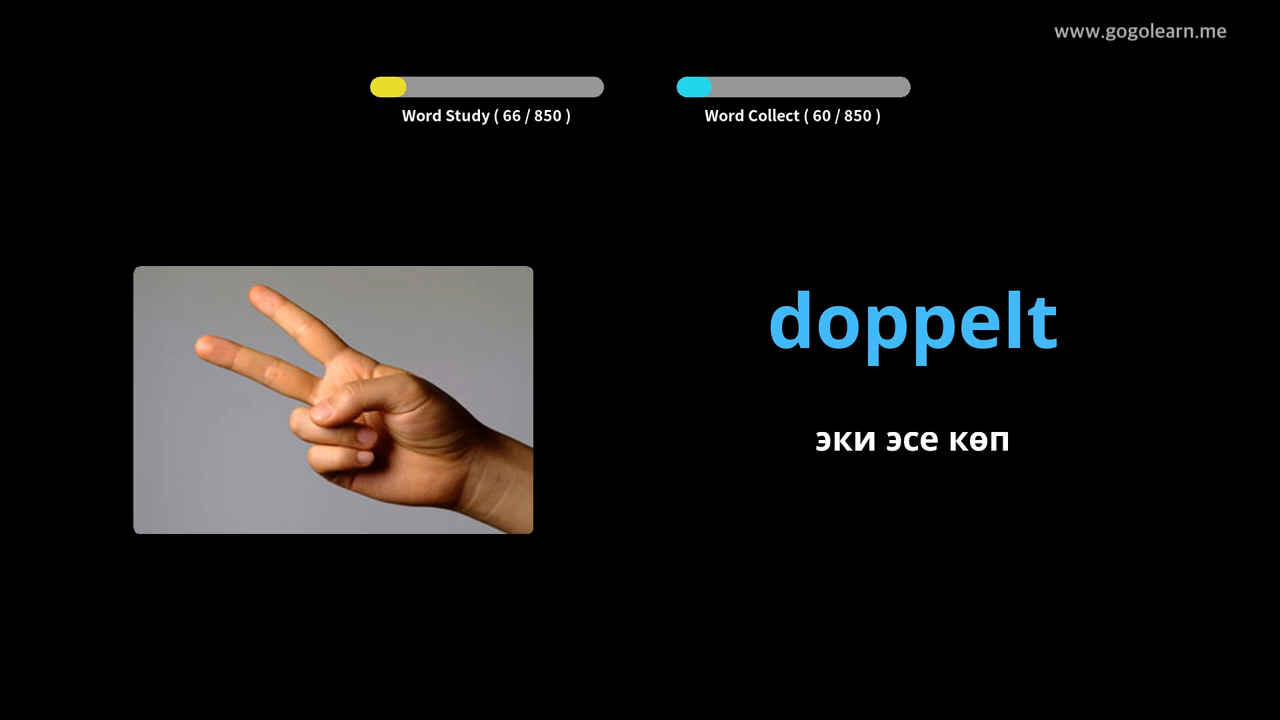 www.gogolearn.me
Word Study ( 66 / 850 )
Word Collect ( 60 / 850 )
doppelt
эки эсе көп